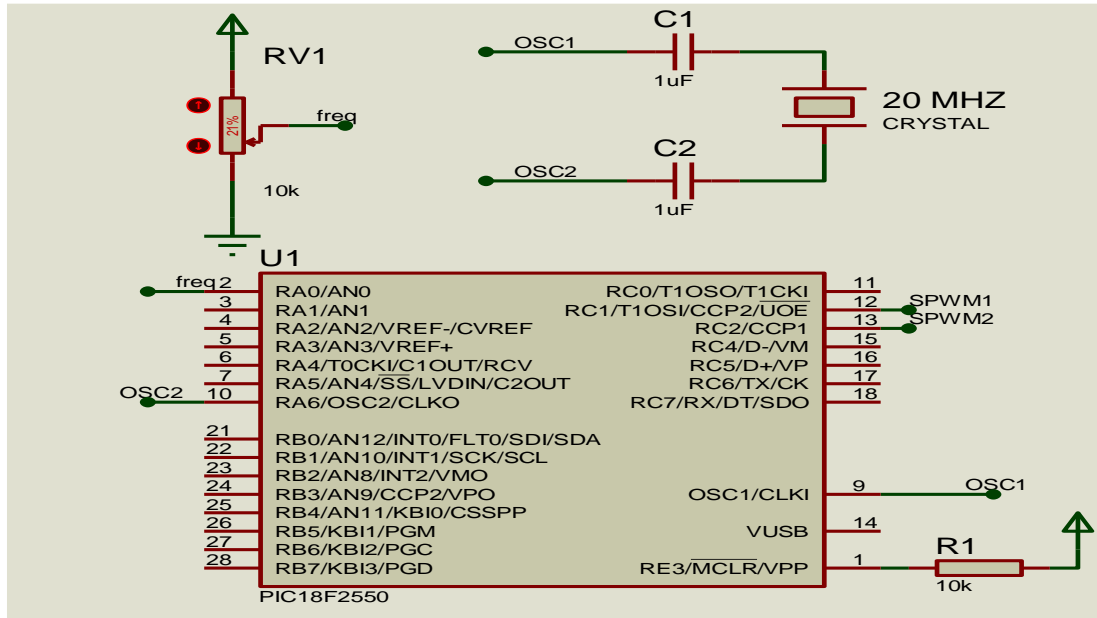 RV1
21%
freq
10k
C1
OSC1
1uF
20 MHZ
CRYSTAL
C2
OSC2
1uF
U1
freq 2 RA0/AN0
3 RA1/AN1
4 RA2/AN2/VREF-/CVREF
5 RA3/AN3/VREF+
6 RA4/T0CKI/C1OUT/RCV
7 RA5/AN4/SS/LVDIN/C2OUT
OSC2 10 RA6/OSC2/CLKO
21 RB0/AN12/INT0/FLT0/SDI/SDA
22 RB1/AN10/INT1/SCK/SCL
23 RB2/AN8/INT2/VMO
24 RB3/AN9/CCP2/VPO
25 RB4/AN11/KBI0/CSSPP
26 RB5/KBI1/PGM
27 RB6/KBI2/PGC
28 RB7/KBI3/PGD
RC0/T1OSO/T1CKI 11
RC1/T1OSI/CCP2/UOE 12 SPWM1
RC2/CCP1 13 SPWM2
RC4/D-/VM 15
RC5/D+/VP 16
RC6/TX/CK 17
RC7/RX/DT/SDO 18
OSC1/CLKI 9 OSC1
VUSB 14
RE3/MCLR/VPP 1
R1
10k
PIC18F2550